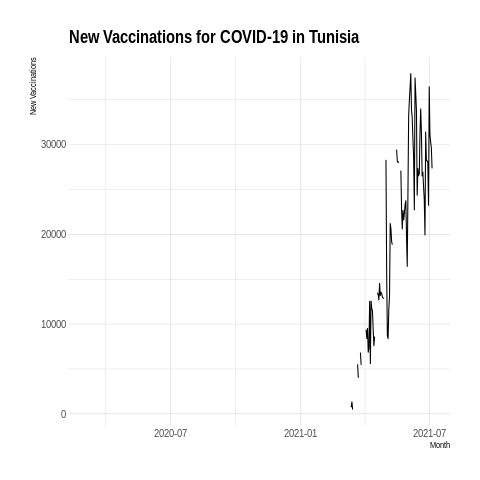 New Vaccinations for COVID-19 in Tunisia
New Vaccinations
30000
20000
10000
0
2020-07
2021-01
2021-07
Month